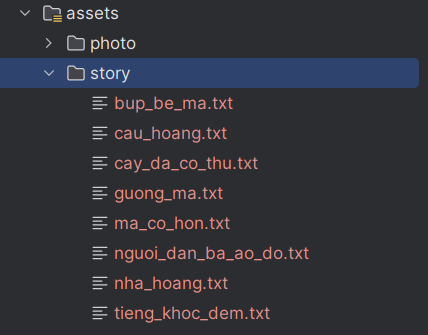 assets
photo
story
bup_be_ma.txt
cau_hoang.txt
cay_da_co_thu.txt
guong_ma.txt
ma_co_hon.txt
nguoi_dan_ba_ao_do.txt
nha_hoang.txt
tieng_khoc_dem.txt